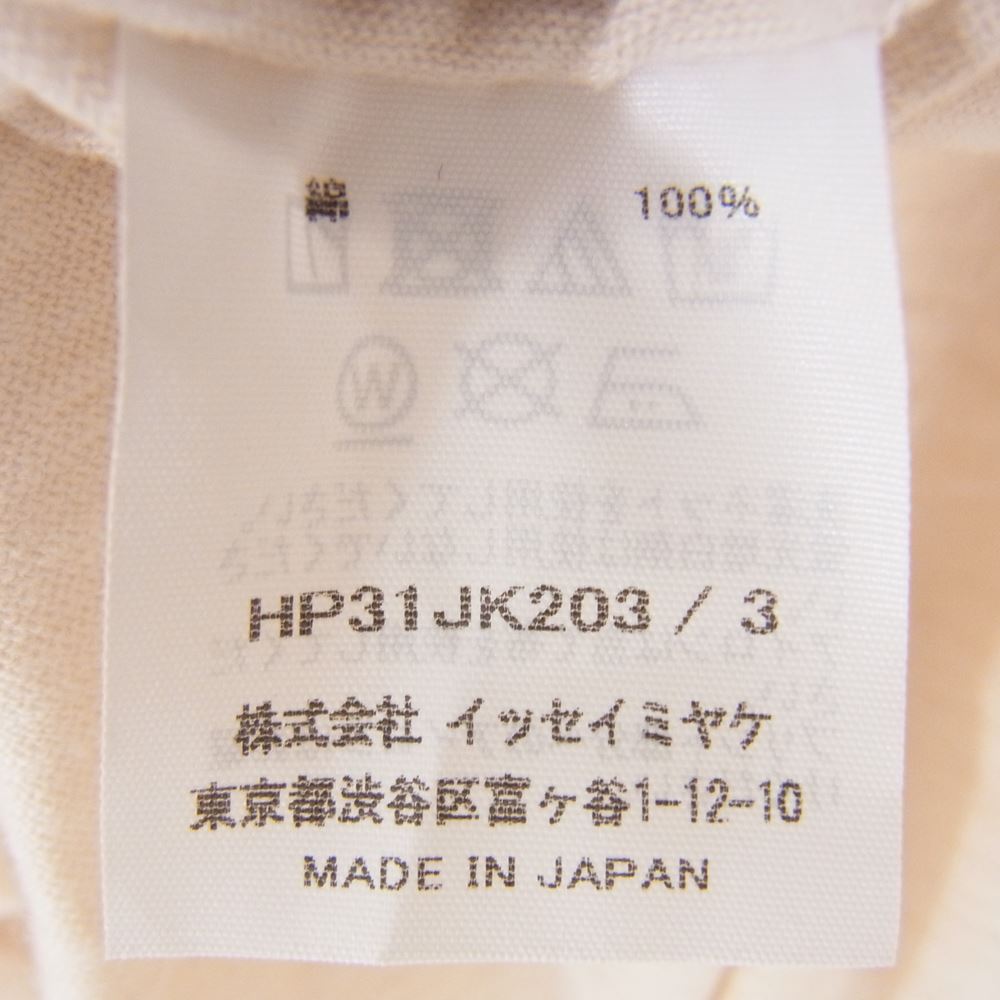 綿 100%
HP31JK203 / 3
株式会社 イッセイミヤケ
東京都渋谷区富ヶ谷1-12-10
MADE IN JAPAN